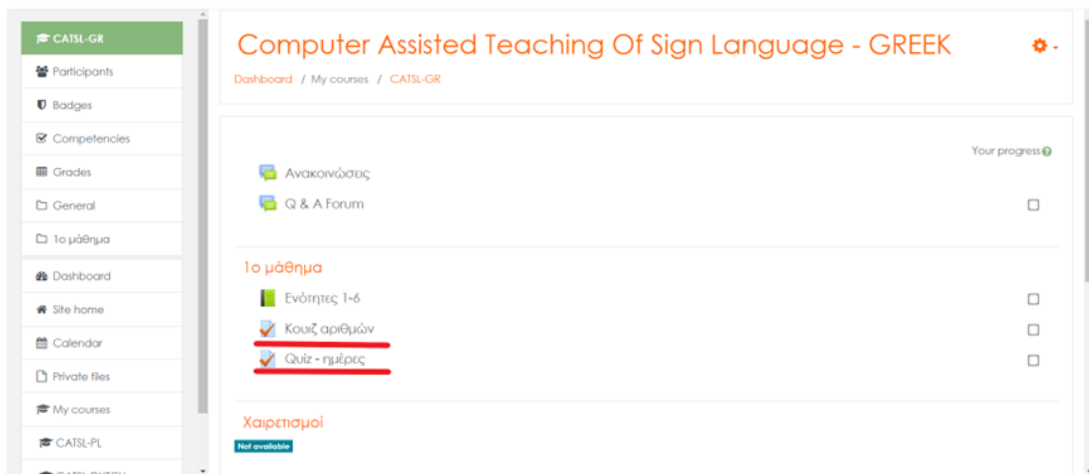 CATSL-GR
Participants
Badges
Competencies
Grades
General
1ο μάθημα
Dashboard
Site home
Calendar
Private files
My courses
CATSL-PL
Computer Assisted Teaching Of Sign Language - GREEK
Dashboard / My courses / CATSL-GR
Your progress
Ανακοινώσεις
Q & A Forum
1ο μάθημα
Ενότητες 1-6
Κουιζ αριθμών
Quiz - ημέρες
Χαιρετισμοί
Not available